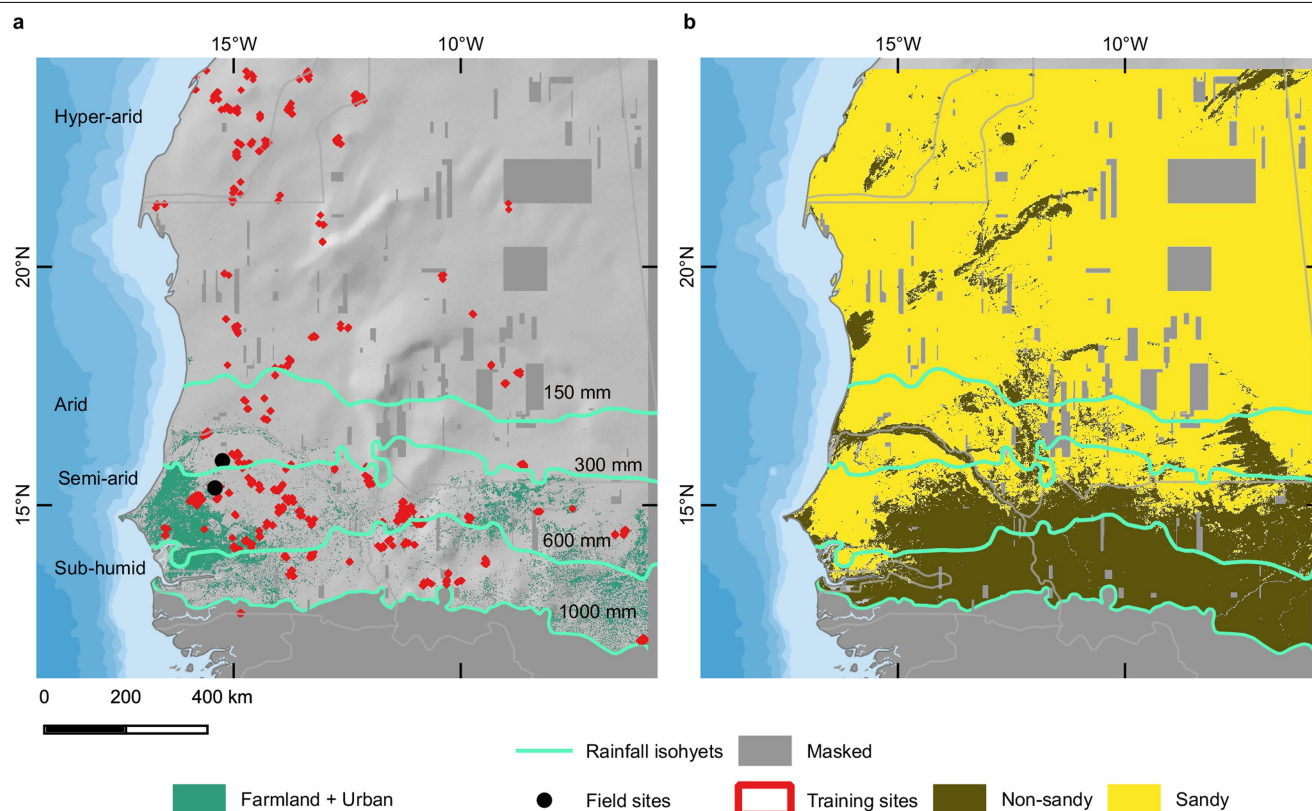 a
b
15°W 10°W
15°W 10°W
Hyper-arid
20°N
20°N
150 mm
Arid
300 mm
Semi-arid
15°N
15°N
600 mm
Sub-humid
1000 mm
0 200 400 km
Rainfall isohyets Masked
Farmland + Urban Field sites Training sites Non-sandy Sandy